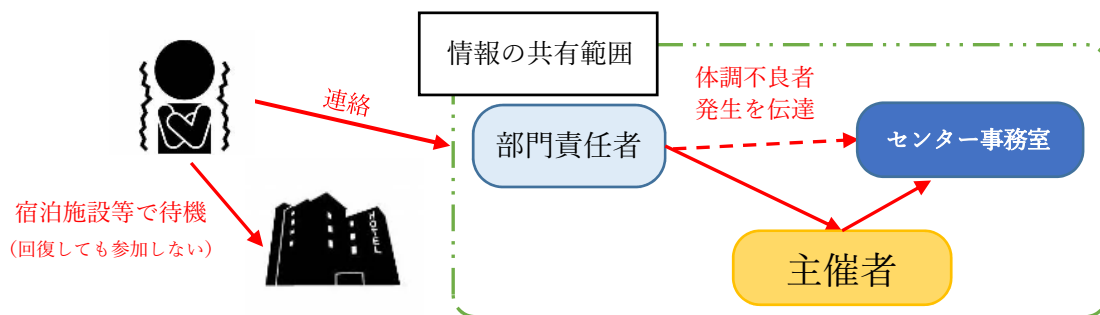 情報の共有範囲
体調不良者
発生を伝達
連絡
部門責任者
センター事務室
宿泊施設等で待機
(回復しても参加しない)
HOTEL
主催者